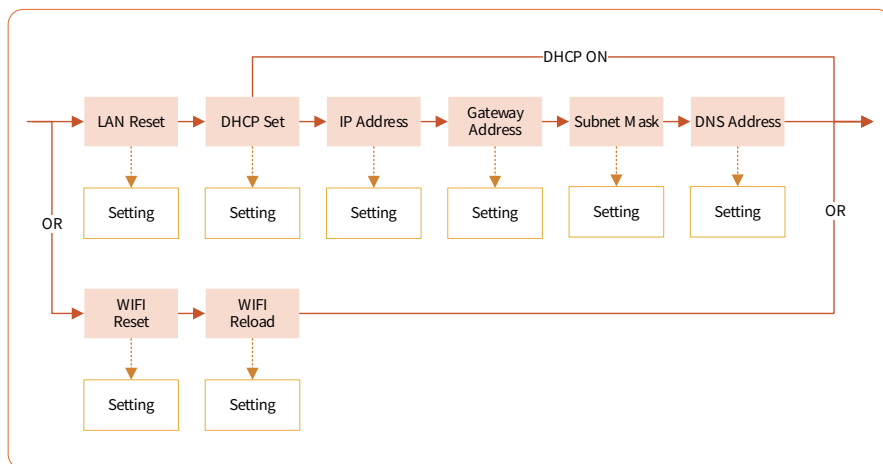 DHCP ON
LAN Reset
DHCP Set
IP Address
Gateway
Address
Subnet Mask
DNS Address
Setting
Setting
Setting
Setting
Setting
Setting
OR
OR
WIFI
Reset
WIFI
Reload
Setting
Setting